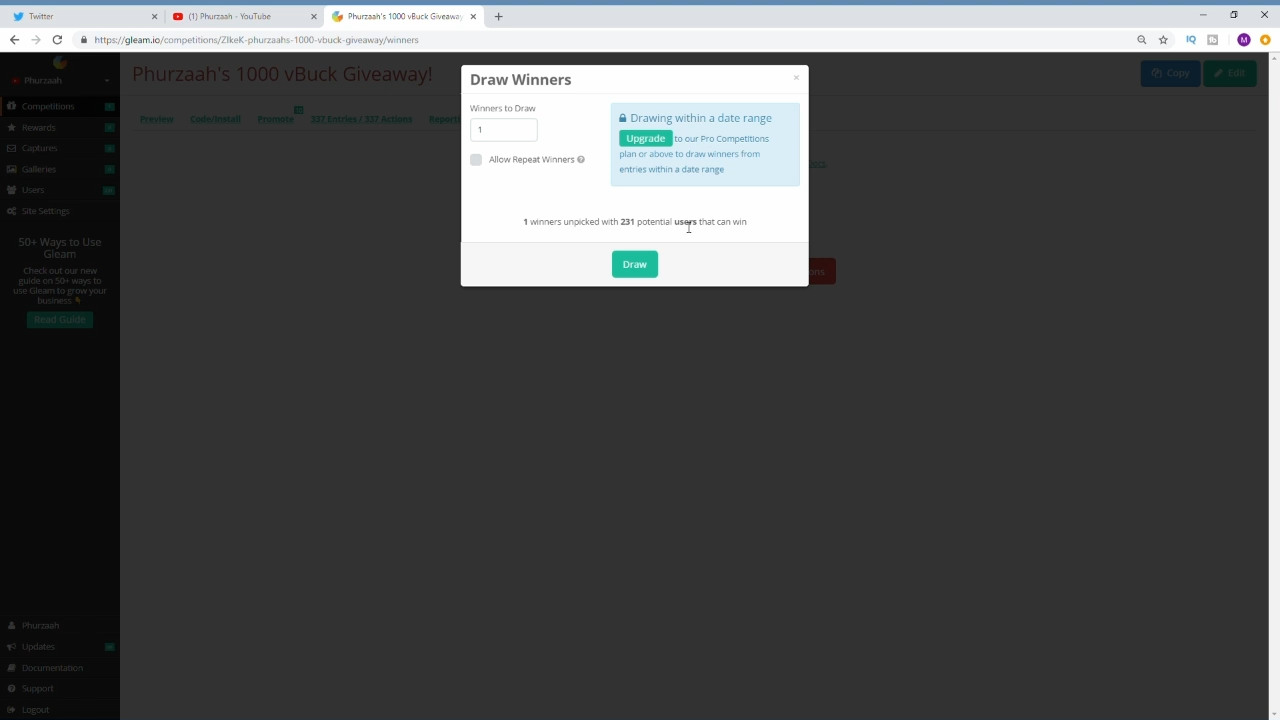 Twitter
(1) Phurzaah - YouTube
Phurzaah's 1000 vBuck Giveaway
https://gleam.io/competitions/ZIkeK-phurzaahs-1000-vbuck-giveaway/winners
IQ
M
Phurzaah
Phurzaah's 1000 vBuck Giveaway!
Copy
Edit
Competitions
Rewards
Captures
Galleries
Users
Site Settings
50+ Ways to Use
Gleam
Check out our new
guide on 50+ ways to
use Gleam to grow your
business
Read Guide
Preview
Code/Install
Promote
337 Entries / 337 Actions
Draw Winners
×
Winners to Draw
1
Allow Repeat Winners
Drawing within a date range
Upgrade to our Pro Competitions
plan or above to draw winners from
entries within a date range
1 winners unpicked with 231 potential users that can win
Draw
Phurzaah
Updates
Documentation
Support
Logout